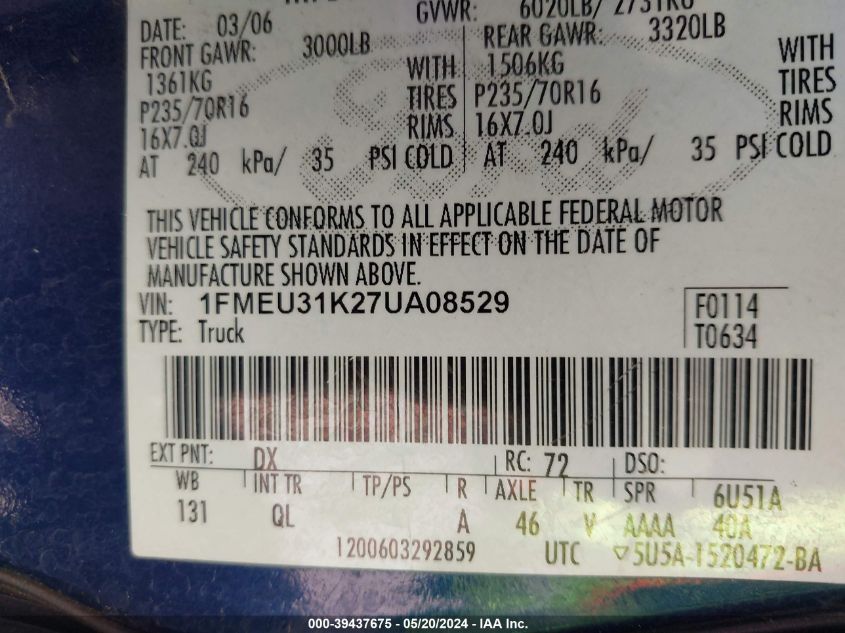 GVWR: 6020LB/ 2731KG
DATE: 03/06
FRONT GAWR: 3000LB REAR GAWR: 3320LB
1361KG WITH 1506KG WITH
P235/70R16 TIRES P235/70R16 TIRES
16X7.0J RIMS 16X7.0J RIMS
AT 240 kPa/ 35 PSI COLD AT 240 kPa/ 35 PSI COLD
Ford
THIS VEHICLE CONFORMS TO ALL APPLICABLE FEDERAL MOTOR
VEHICLE SAFETY STANDARDS IN EFFECT ON THE DATE OF
MANUFACTURE SHOWN ABOVE.
VIN: 1FMEU31K27UA08529 F0114
TYPE: Truck T0634
EXT PNT: DX RC: 72 DSO:
WB INT TR TP/PS R AXLE TR SPR 6U51A
131 QL A 46 V AAAA 40A
1200603292859 UTC ▽5U5A-1520472-BA
000-39437675 — 05/20/2024 — IAA Inc.